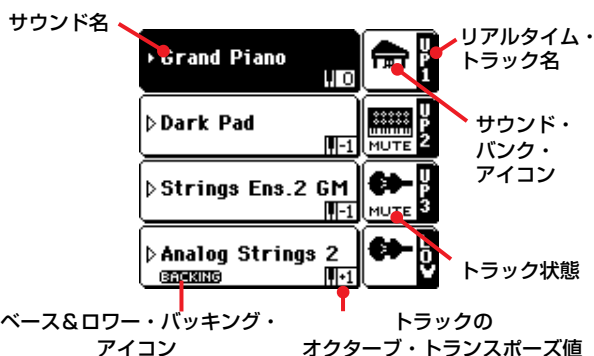 サウンド名
Grand Piano
0
UP1
リアルタイム・
トラック名
Dark Pad
-1
MUTE
UP2
サウンド・
バンク・
アイコン
Strings Ens.2 GM
-1
MUTE
UP3
Analog Strings 2
BACKING
+1
LOW
トラック状態
ベース＆ロワー・バッキング・
アイコン
トラックの
オクターブ・トランスポーズ値